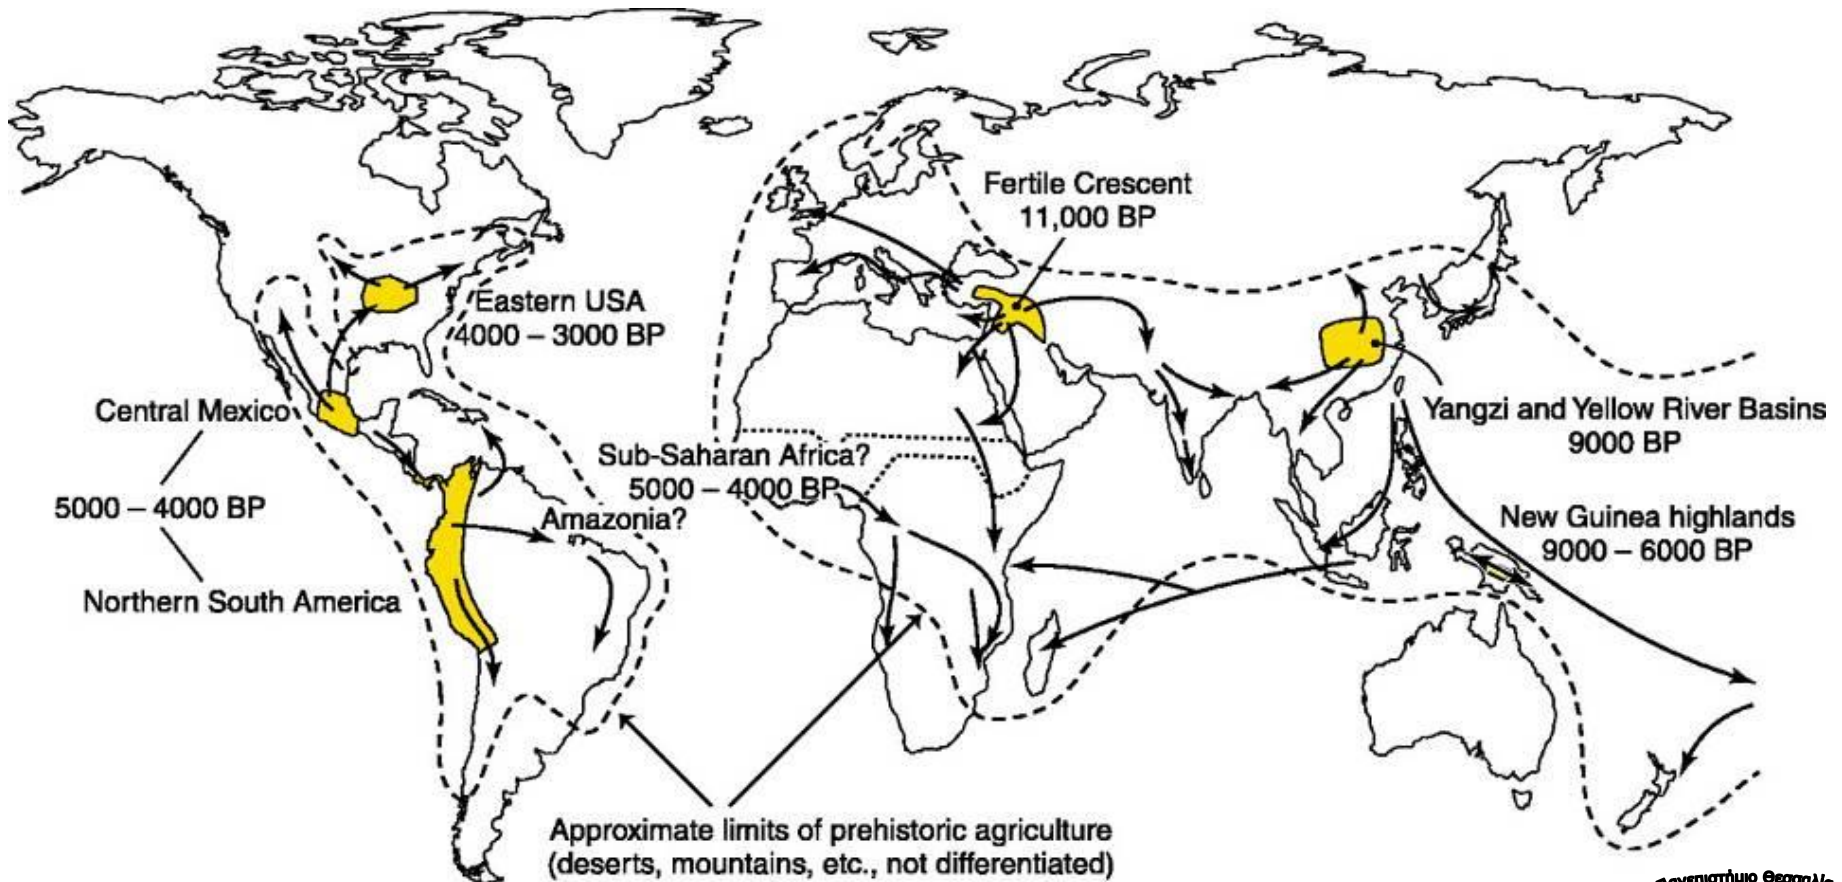 Fertile Crescent
11,000 BP
Eastern USA
4000 – 3000 BP
Central Mexico
5000 – 4000 BP
Northern South America
Sub-Saharan Africa?
5000 – 4000 BP
Amazonia?
Yangzi and Yellow River Basins
9000 BP
New Guinea highlands
9000 – 6000 BP
Approximate limits of prehistoric agriculture
(deserts, mountains, etc., not differentiated)